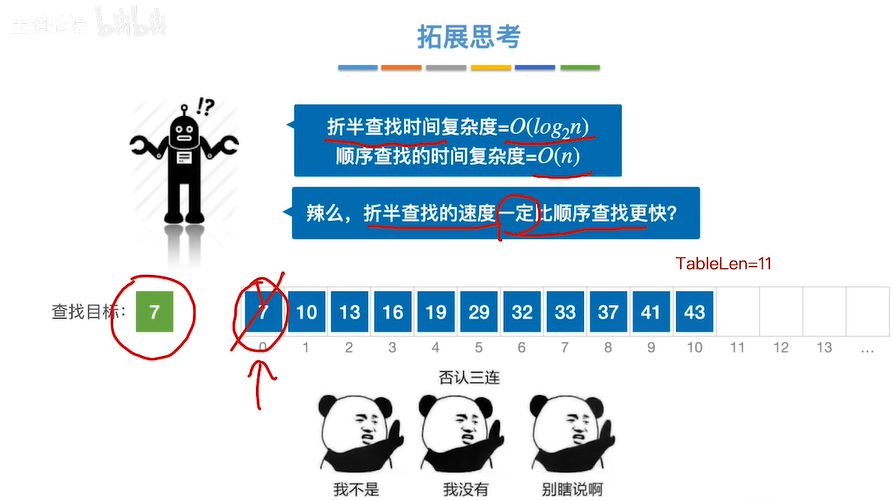 拓展思考
!?
折半查找时间复杂度=O(log₂n)
顺序查找的时间复杂度=O(n)
辣么，折半查找的速度一定比顺序查找更快？
TableLen=11
查找目标： 7 7 10 13 16 19 29 32 33 37 41 43
0 1 2 3 4 5 6 7 8 9 10 11 12 13 ...
否认三连
我不是 我没有 别瞎说啊